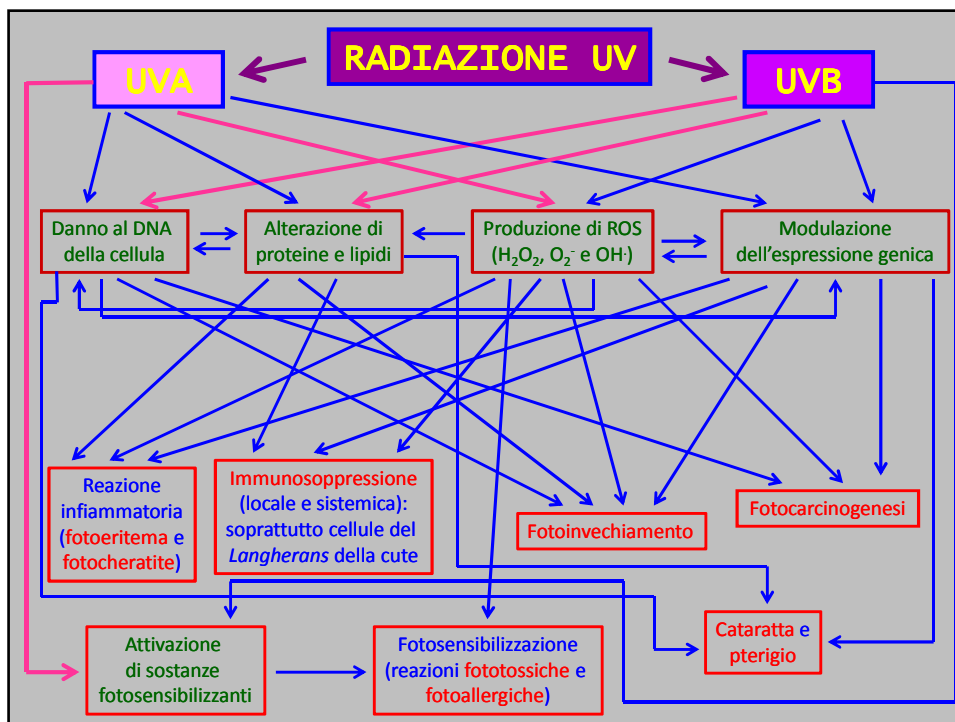 RADIAZIONE UV
UVA
UVB
Danno al DNA
della cellula
Alterazione di
proteine e lipidi
Produzione di ROS
(H₂O₂, O₂⁻ e OH·)
Modulazione
dell'espressione genica
Reazione
infiammatoria
(fotoeritema e
fotocheratite)
Immunosoppressione
(locale e sistemica):
soprattutto cellule del
Langherans della cute
Fotoinvechiamento
Fotocarcinogenesi
Attivazione
di sostanze
fotosensibilizzanti
Fotosensibilizzazione
(reazioni fototossiche e
fotoallergiche)
Cataratta e
pterigio